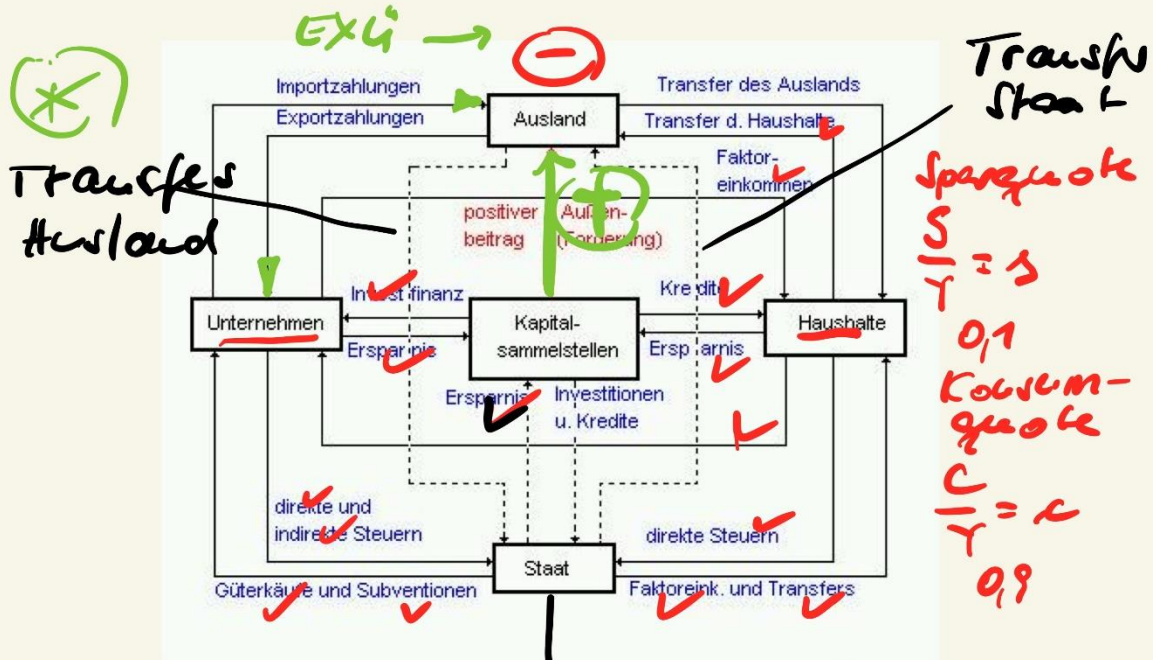 EXÜ →
−
Transfer
Staat
*
Transfer
Ausland
Importzahlungen
Exportzahlungen
Ausland
Transfer des Auslands
Transfer d. Haushalte
Faktor-
einkommen
positiver Außen-
beitrag (Forderung)
+
Sparquote
S/Y = s
0,1
Konsum-
quote
C/Y = c
0,9
Invest finanz
Kredite
Unternehmen
Kapital-
sammelstellen
Haushalte
Ersparnis
Ersparnis
Ersparnis
Investitionen
u. Kredite
direkte und
indirekte Steuern
direkte Steuern
Staat
Güterkäufe und Subventionen
Faktoreink. und Transfers